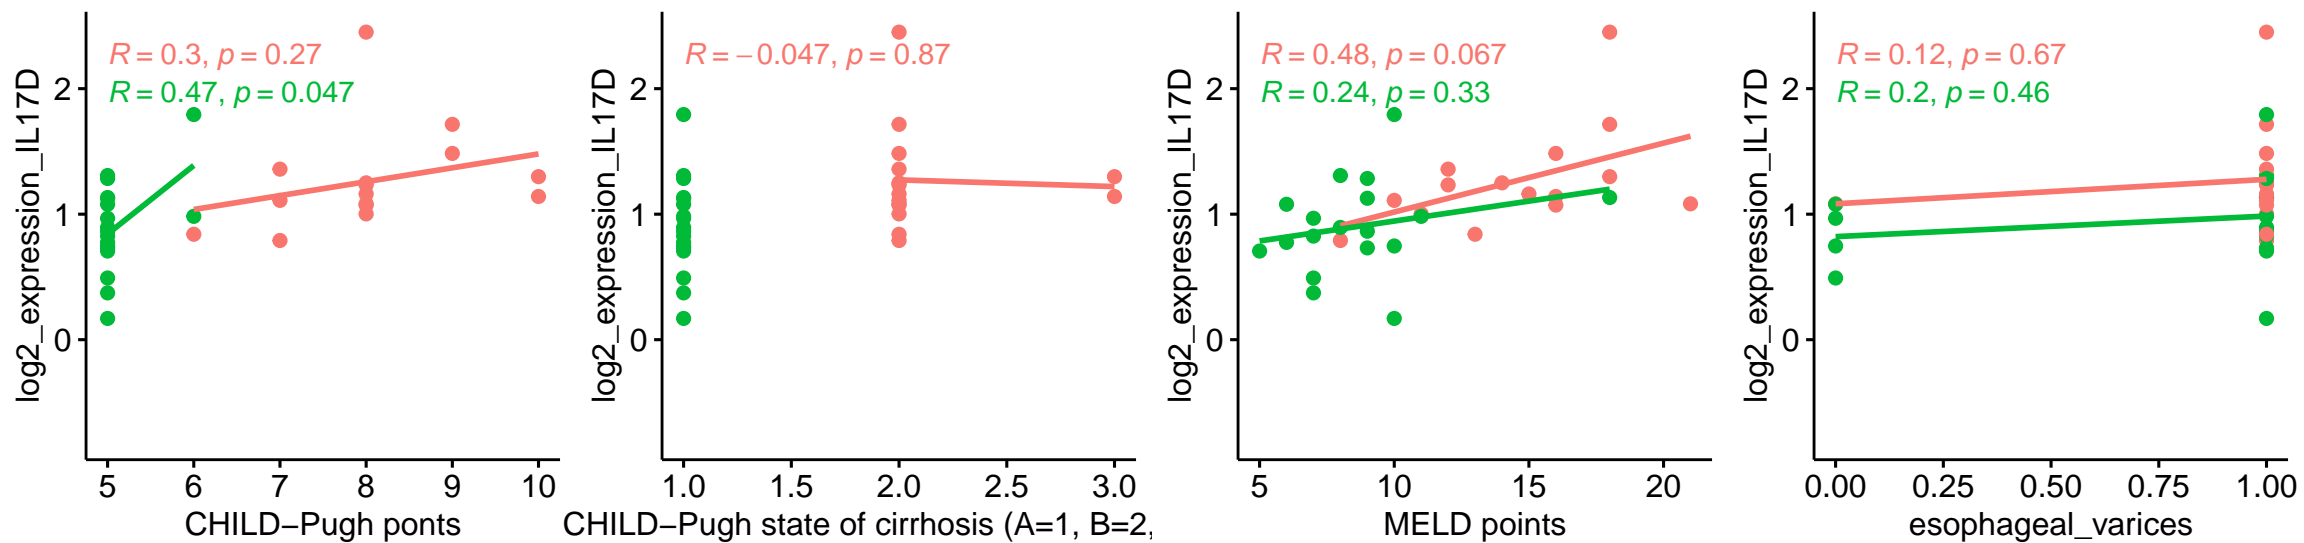 log2_expression_IL17D
2
1
0
R = 0.3, p = 0.27
R = 0.47, p = 0.047
5 6 7 8 9 10
CHILD−Pugh ponts
log2_expression_IL17D
2
1
0
R = −0.047, p = 0.87
1.0 1.5 2.0 2.5 3.0
CHILD−Pugh state of cirrhosis (A=1, B=2,
log2_expression_IL17D
2
1
0
R = 0.48, p = 0.067
R = 0.24, p = 0.33
5 10 15 20
MELD points
log2_expression_IL17D
2
1
0
R = 0.12, p = 0.67
R = 0.2, p = 0.46
0.00 0.25 0.50 0.75 1.00
esophageal_varices